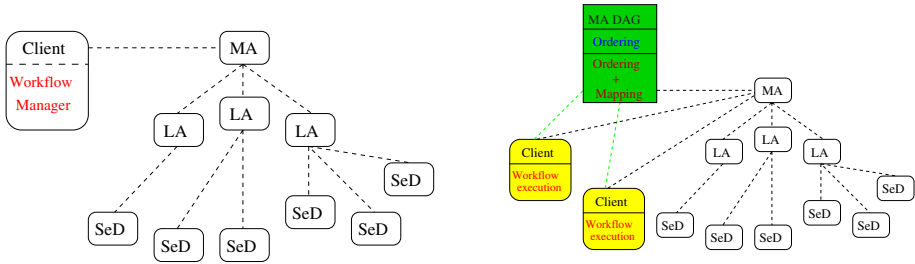 Client
MA
Workflow
Manager
LA
LA
LA
SeD
SeD
SeD
SeD
SeD
SeD
MA DAG
Ordering
Ordering
+
Mapping
MA
Client
Workflow
execution
Client
Workflow
execution
LA
LA
LA
SeD
SeD
SeD
SeD
SeD
SeD